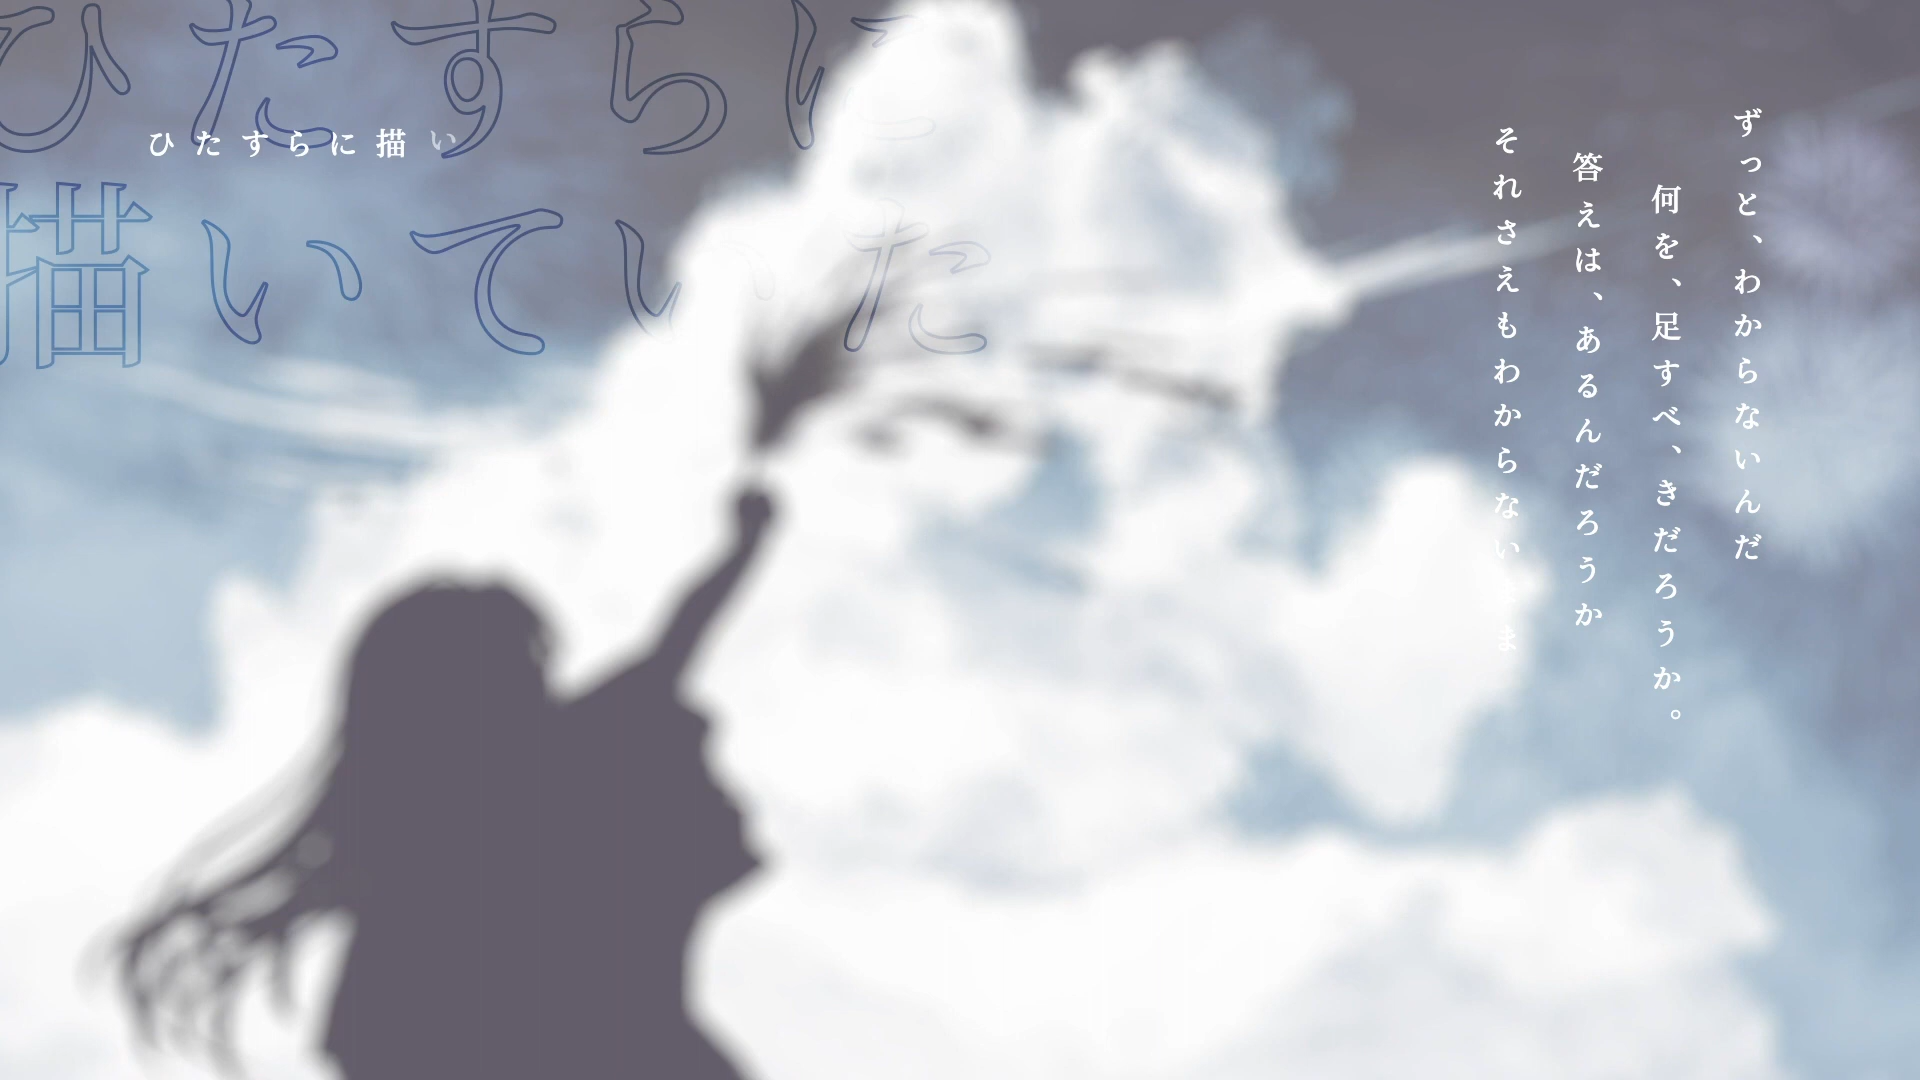 ひたすらに
描いていた
ひたすらに描い
ずっと、わからないんだ
何を、足すべ、きだろうか。
答えは、あるんだろうか
それさえもわからないまま